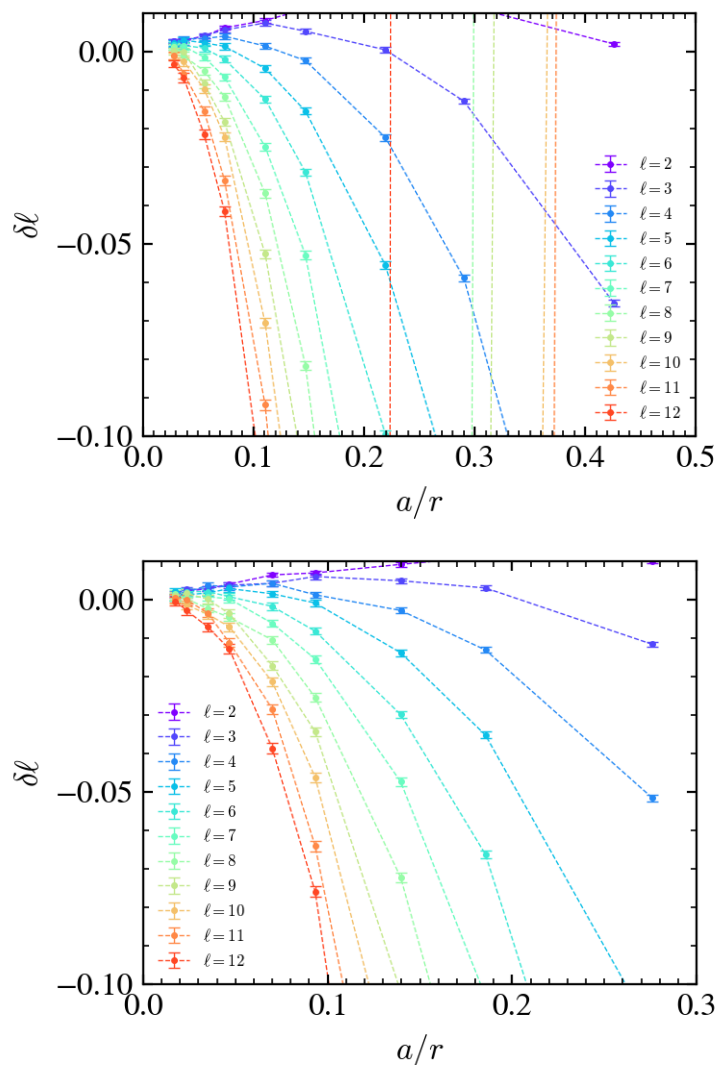 0.00
−0.05
−0.10
δℓ
ℓ = 2
ℓ = 3
ℓ = 4
ℓ = 5
ℓ = 6
ℓ = 7
ℓ = 8
ℓ = 9
ℓ = 10
ℓ = 11
ℓ = 12
0.0 0.1 0.2 0.3 0.4 0.5
a/r
0.00
−0.05
−0.10
δℓ
ℓ = 2
ℓ = 3
ℓ = 4
ℓ = 5
ℓ = 6
ℓ = 7
ℓ = 8
ℓ = 9
ℓ = 10
ℓ = 11
ℓ = 12
0.0 0.1 0.2 0.3
a/r